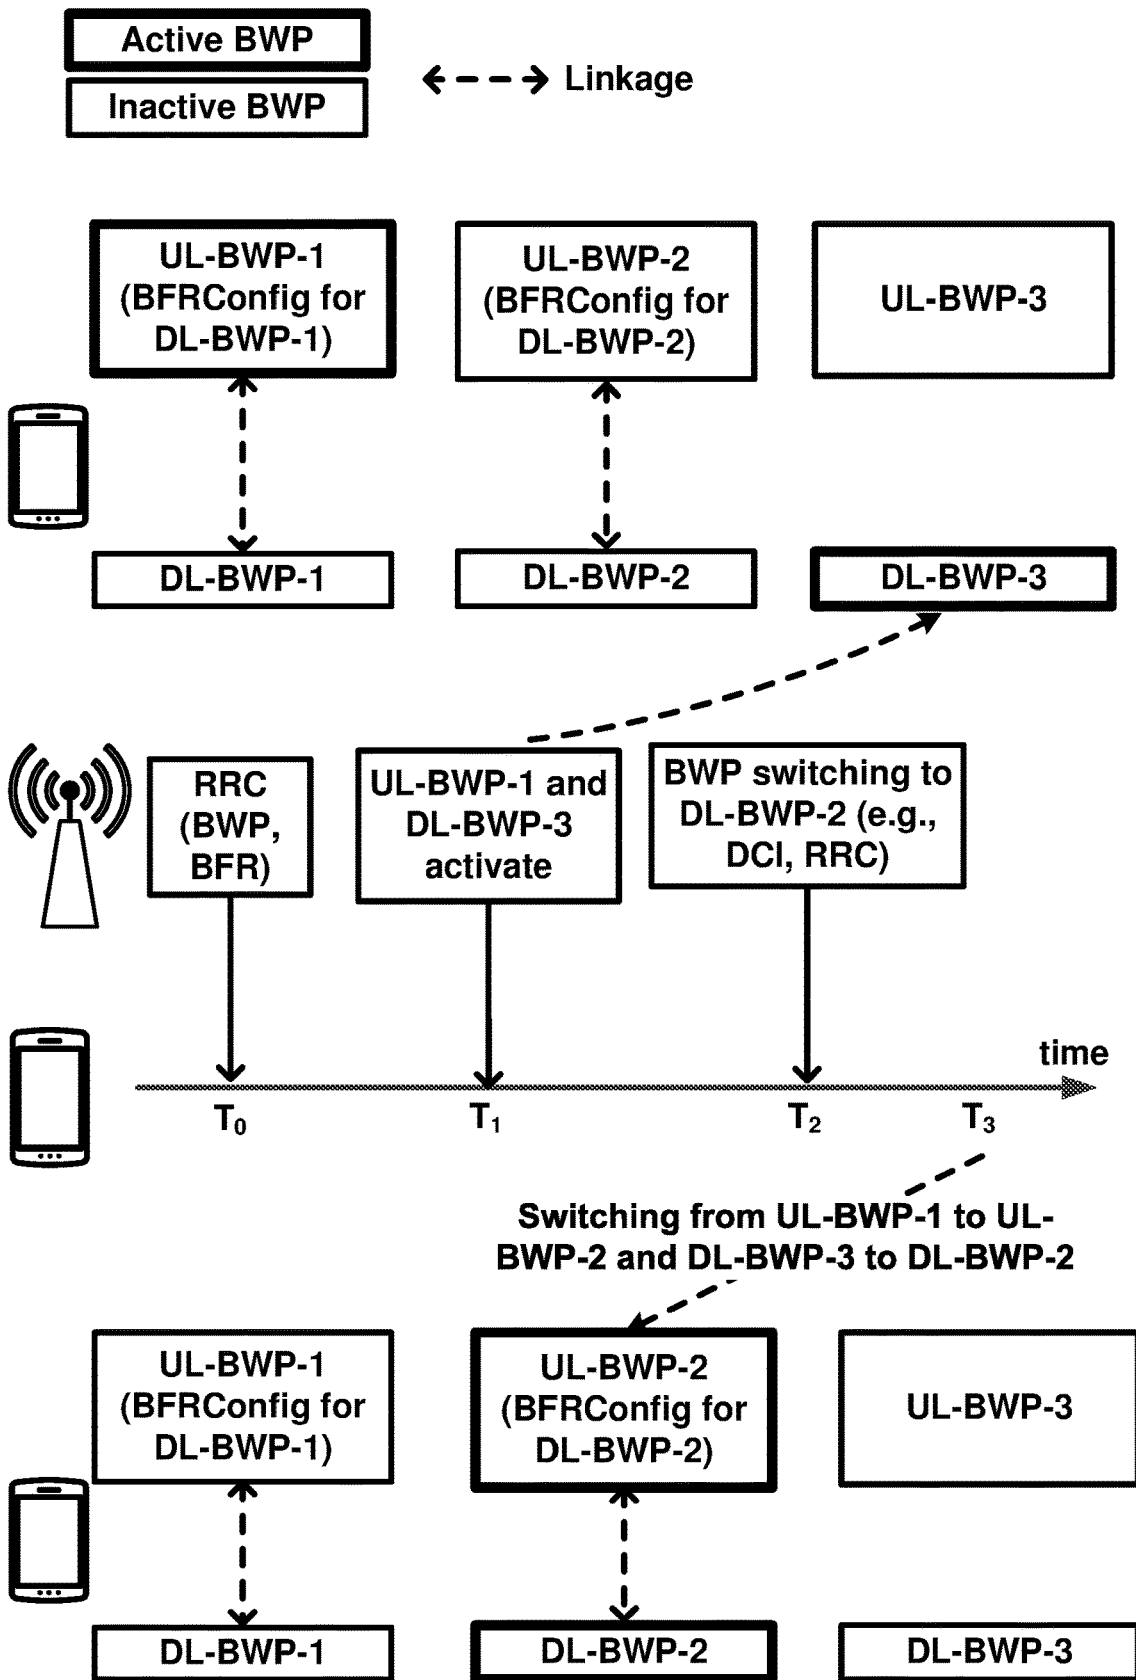 Active BWP
Inactive BWP
Linkage
UL-BWP-1
(BFRConfig for
DL-BWP-1)
UL-BWP-2
(BFRConfig for
DL-BWP-2)
UL-BWP-3
DL-BWP-1
DL-BWP-2
DL-BWP-3
RRC
(BWP,
BFR)
UL-BWP-1 and
DL-BWP-3
activate
BWP switching to
DL-BWP-2 (e.g.,
DCI, RRC)
time
T0
T1
T2
T3
Switching from UL-BWP-1 to UL-
BWP-2 and DL-BWP-3 to DL-BWP-2
UL-BWP-1
(BFRConfig for
DL-BWP-1)
UL-BWP-2
(BFRConfig for
DL-BWP-2)
UL-BWP-3
DL-BWP-1
DL-BWP-2
DL-BWP-3